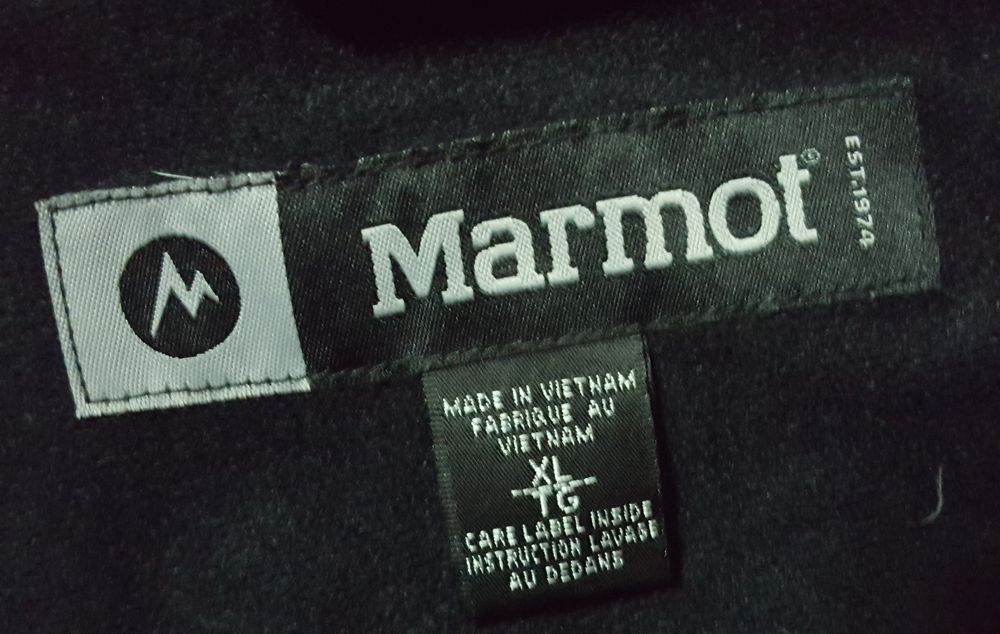 Marmot®
EST.1974
MADE IN VIETNAM
FABRIQUE AU
VIETNAM
XL
TG
CARE LABEL INSIDE
INSTRUCTION LAVAGE
AU DEDANS